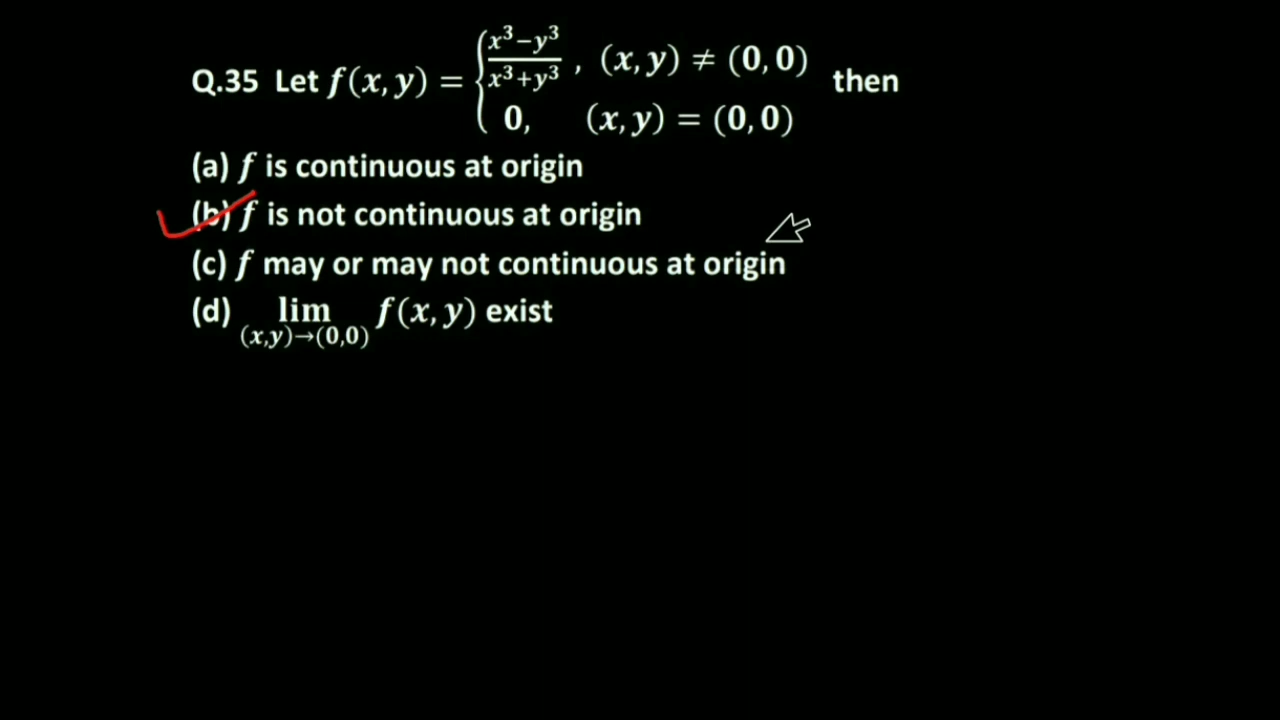 Q.35 Let f(x, y) = { (x³−y³)/(x³+y³) , (x, y) ≠ (0, 0) then
0, (x, y) = (0, 0)
(a) f is continuous at origin
(b) f is not continuous at origin
(c) f may or may not continuous at origin
(d) lim (x,y)→(0,0) f(x, y) exist